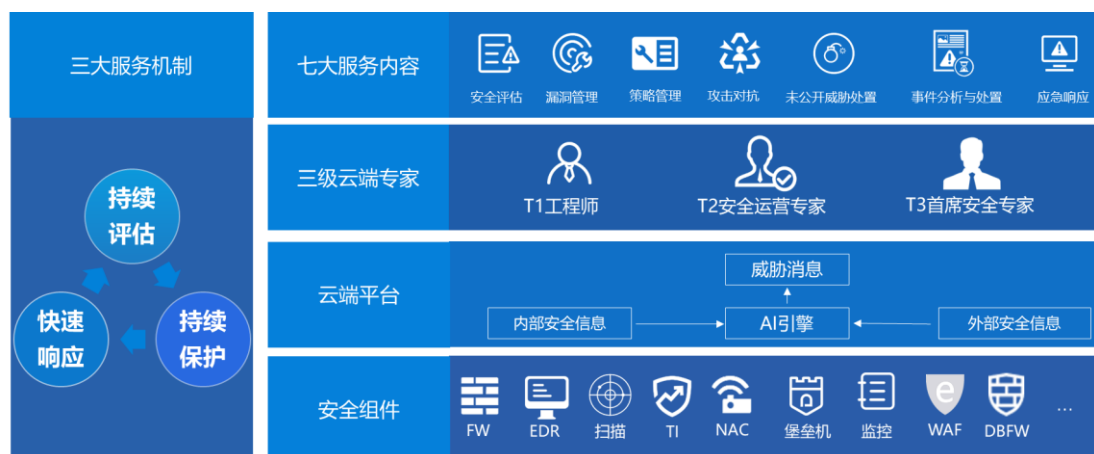 三大服务机制
持续
评估
快速
响应
持续
保护
七大服务内容
安全评估 漏洞管理 策略管理 攻击对抗 未公开威胁处置 事件分析与处置 应急响应
三级云端专家
T1工程师 T2安全运营专家 T3首席安全专家
云端平台
威胁消息
内部安全信息 AI引擎 外部安全信息
安全组件
FW EDR 扫描 TI NAC 堡垒机 监控 WAF DBFW ...